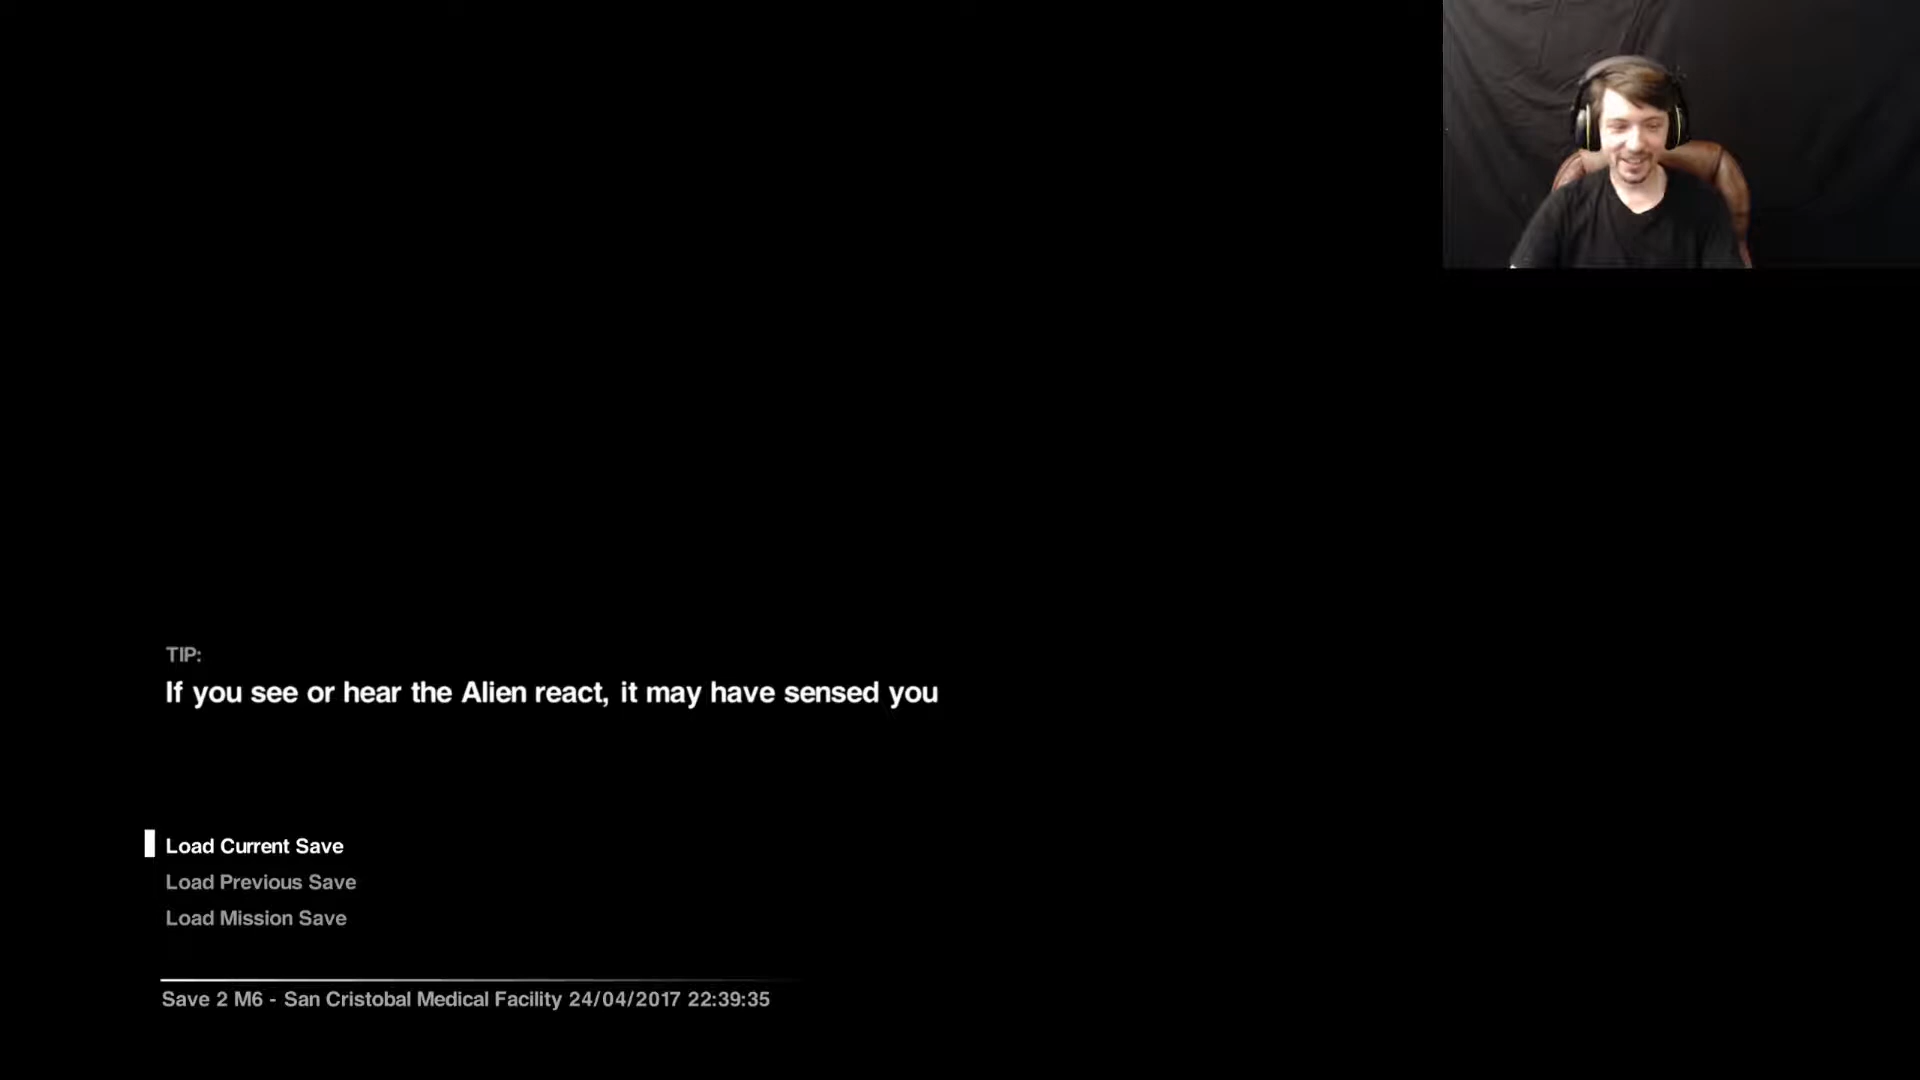 TIP:
If you see or hear the Alien react, it may have sensed you
Load Current Save
Load Previous Save
Load Mission Save
Save 2 M6 - San Cristobal Medical Facility 24/04/2017 22:39:35